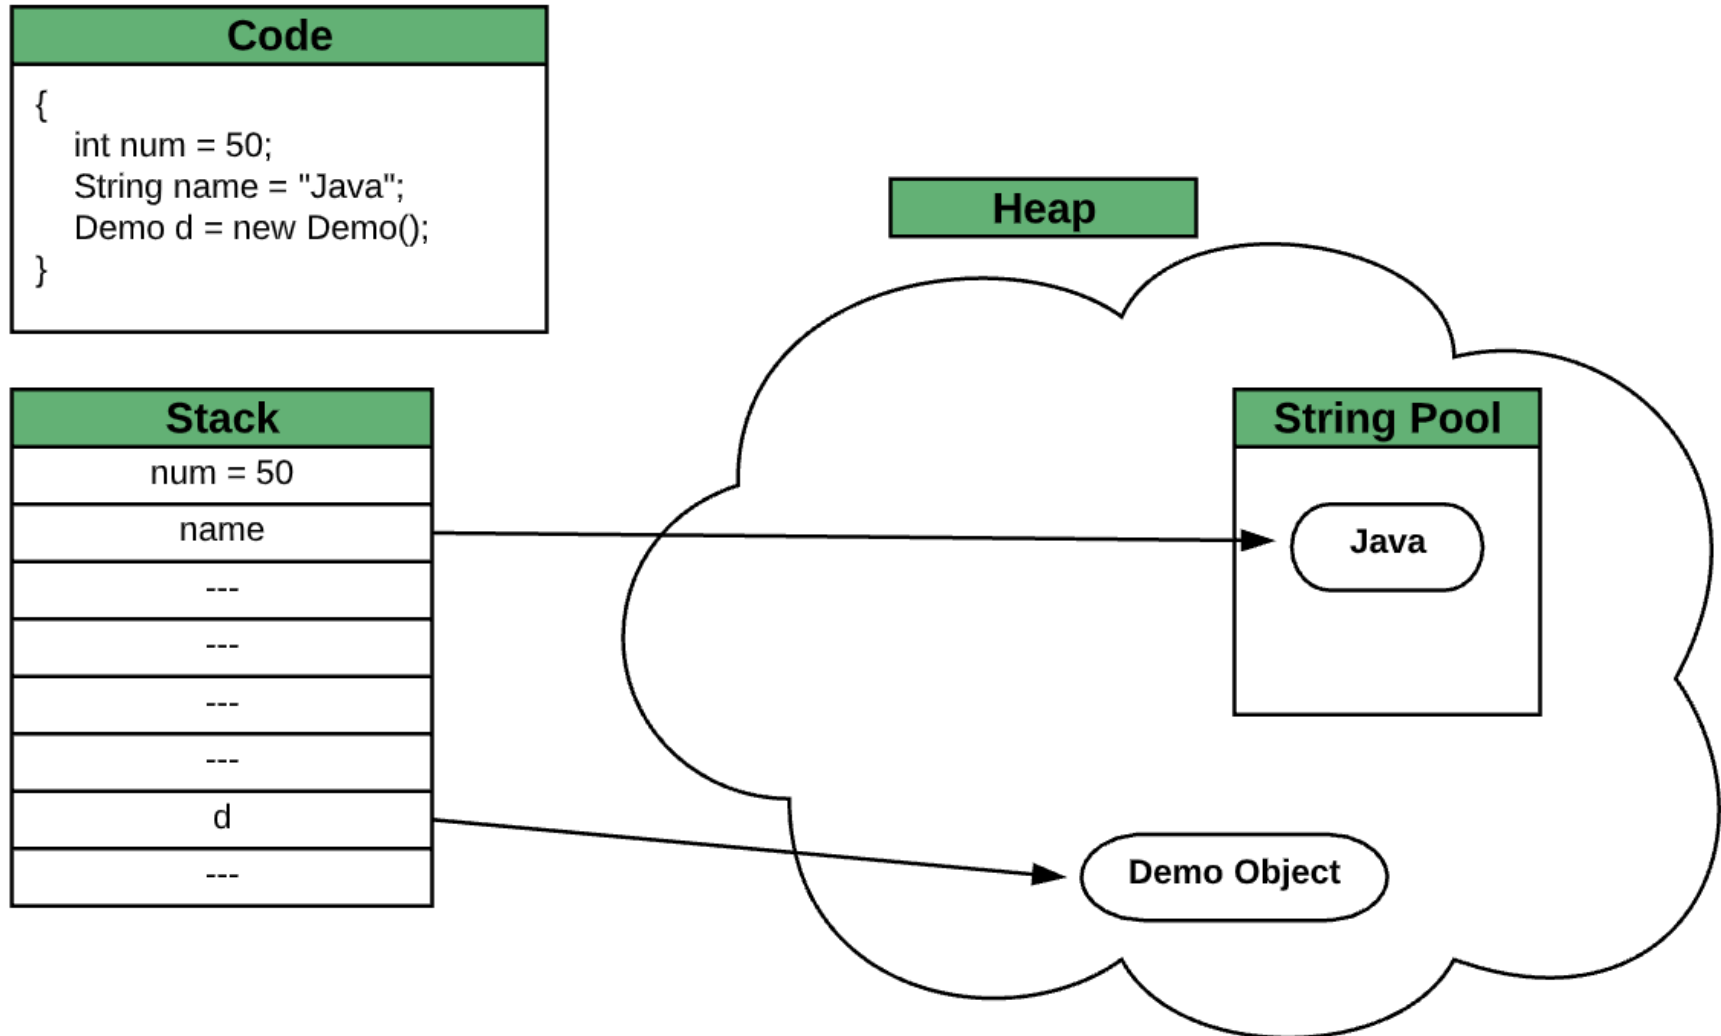 Code
{
int num = 50;
String name = "Java";
Demo d = new Demo();
}
Heap
Stack
num = 50
name
---
---
---
---
d
---
String Pool
Java
Demo Object